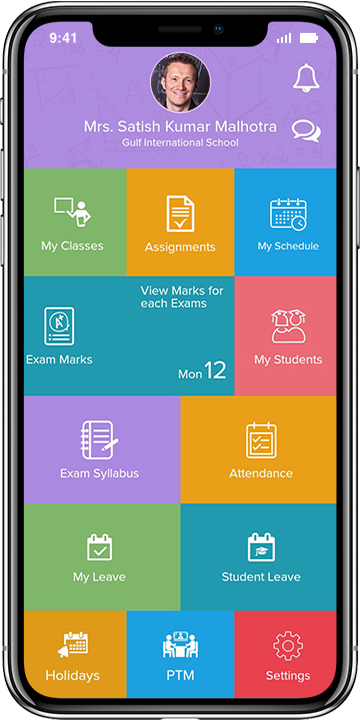 9:41
Mrs. Satish Kumar Malhotra
Gulf International School
My Classes
Assignments
My Schedule
View Marks for
each Exams
Exam Marks
Mon 12
My Students
Exam Syllabus
Attendance
My Leave
Student Leave
Holidays
PTM
Settings